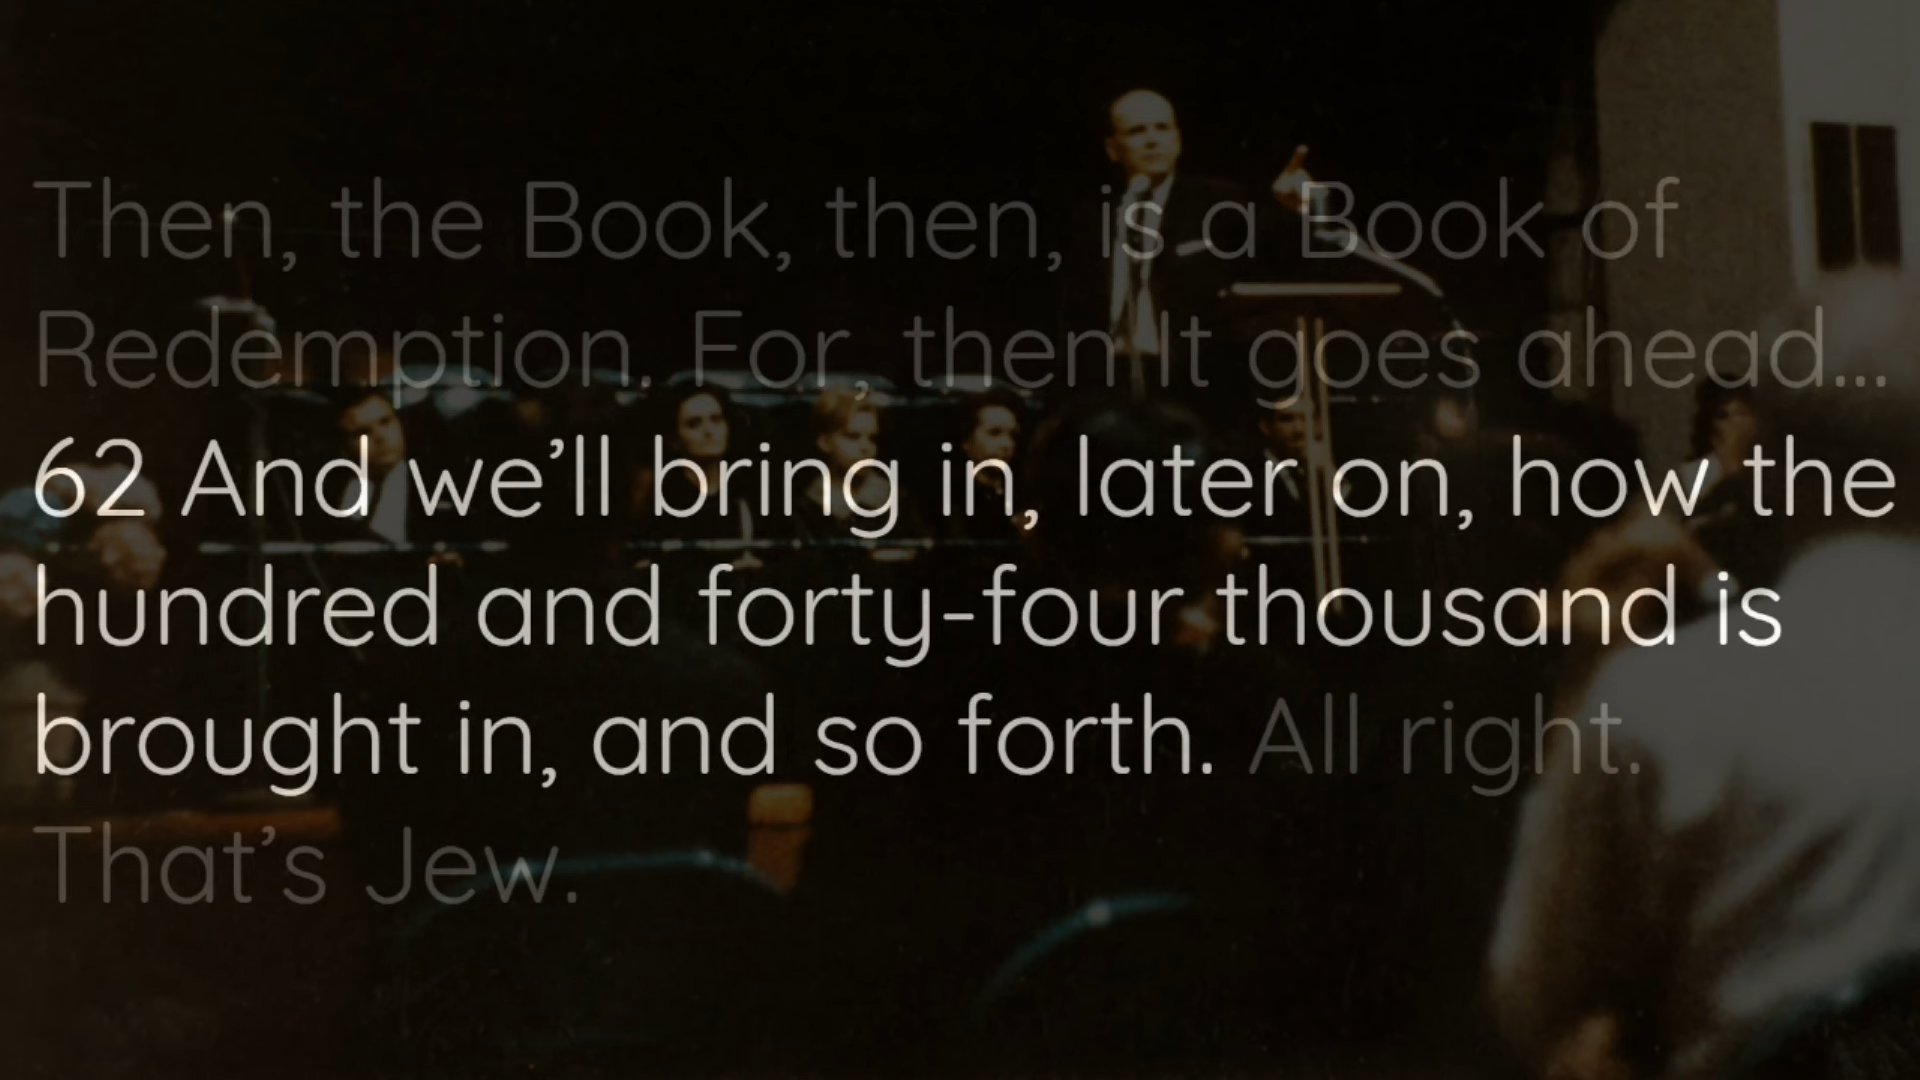 Then, the Book, then, is a Book of
Redemption. For, then It goes ahead...
62 And we’ll bring in, later on, how the
hundred and forty-four thousand is
brought in, and so forth. All right.
That’s Jew.